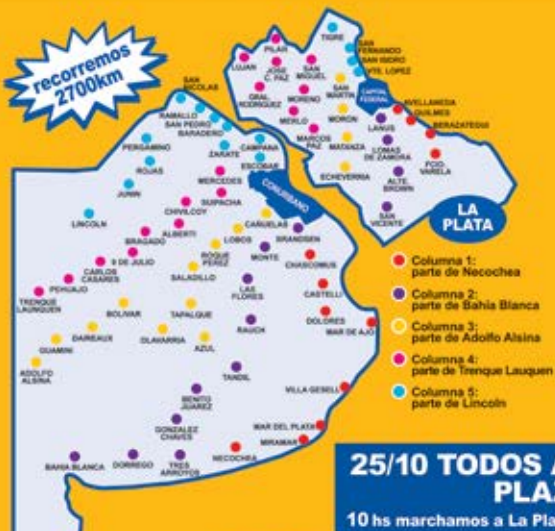 recorremos
2700km
SAN
NICOLAS
RAMALLO
SAN PEDRO
BARADERO
PERGAMINO
ZARATE
CAMPANA
ROJAS
ESCOBAR
MERCEDES
JUNIN
SUIPACHA
CONURBANO
CHIVILCOY
LINCOLN
ALBERTI
CAÑUELAS
BRAGADO
LOBOS
BRANDSEN
9 DE JULIO
ROQUE
PEREZ
MONTE
CARLOS
CASARES
SALADILLO
CHASCOMUS
PEHUAJO
LAS
FLORES
TRENQUE
LAUNQUEN
CASTELLI
BOLIVAR
TAPALQUE
DOLORES
DAIREAUX
RAUCH
MAR DE AJO
GUAMINI
OLAVARRIA
AZUL
ADOLFO
ALSINA
TANDIL
VILLA GESELL
BENITO
JUAREZ
GONZALEZ
CHAVES
MAR DEL PLATA
MIRAMAR
BAHIA BLANCA
DORREGO
TRES
ARROYOS
NECOCHEA
PILAR
TIGRE
SAN
FERNANDO
SAN ISIDRO
VTE. LOPEZ
LUJAN
JOSE
C. PAZ
SAN
MIGUEL
GRAL.
RODRIGUEZ
MORENO
SAN
MARTIN
CAPITAL
FEDERAL
AVELLANEDA
QUILMES
MERLO
MORON
LANUS
BERAZATEGUI
MARCOS
PAZ
MATANZA
LOMAS
DE ZAMORA
ECHEVERRIA
ALTE.
BROWN
FCIO.
VARELA
SAN
VICENTE
LA
PLATA
Columna 1:
parte de Necochea
Columna 2:
parte de Bahía Blanca
Columna 3:
parte de Adolfo Alsina
Columna 4:
parte de Trenque Lauquen
Columna 5:
parte de Lincoln
25/10 TODOS A
PLAZ
10 hs marchamos a La Pla